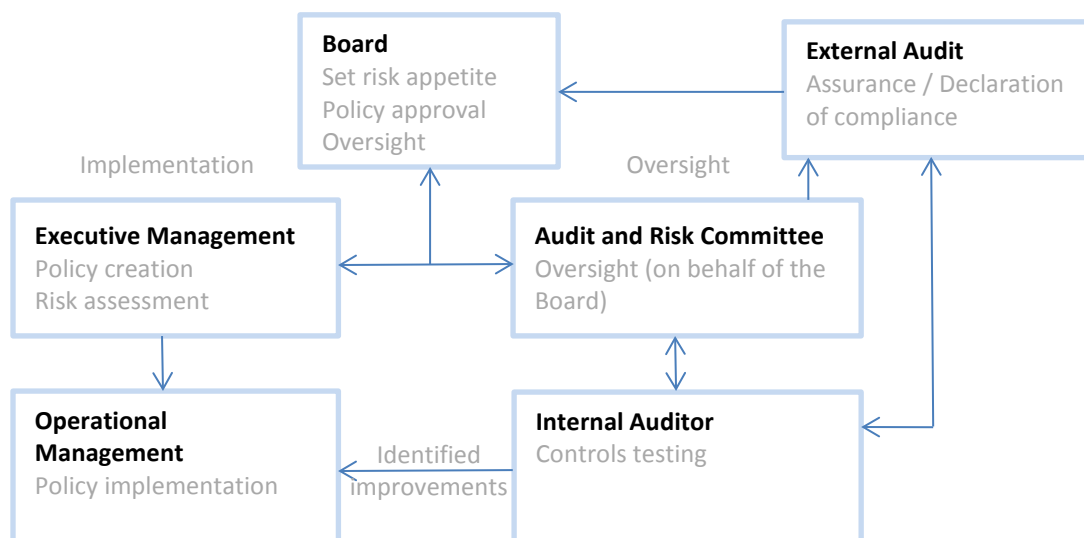 Board
Set risk appetite
Policy approval
Oversight
External Audit
Assurance / Declaration
of compliance
Implementation
Oversight
Executive Management
Policy creation
Risk assessment
Audit and Risk Committee
Oversight (on behalf of the
Board)
Operational
Management
Policy implementation
Identified
improvements
Internal Auditor
Controls testing